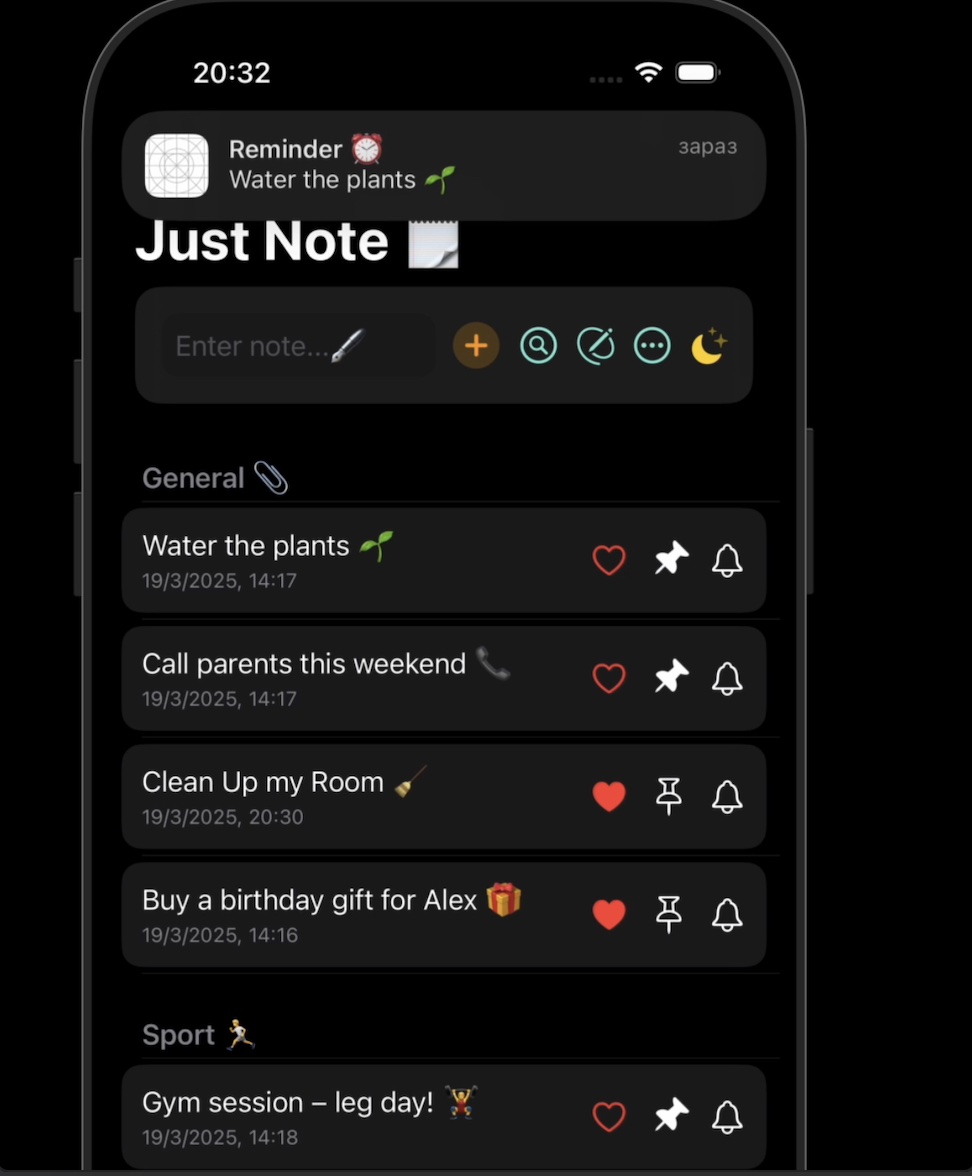 20:32
Reminder ⏰
зараз
Water the plants 🌱
Just Note 🗒️
Enter note...🖌️
General 📎
Water the plants 🌱
19/3/2025, 14:17
Call parents this weekend 📞
19/3/2025, 14:17
Clean Up my Room 🧹
19/3/2025, 20:30
Buy a birthday gift for Alex 🎁
19/3/2025, 14:16
Sport 🏃
Gym session – leg day! 🏋️
19/3/2025, 14:18